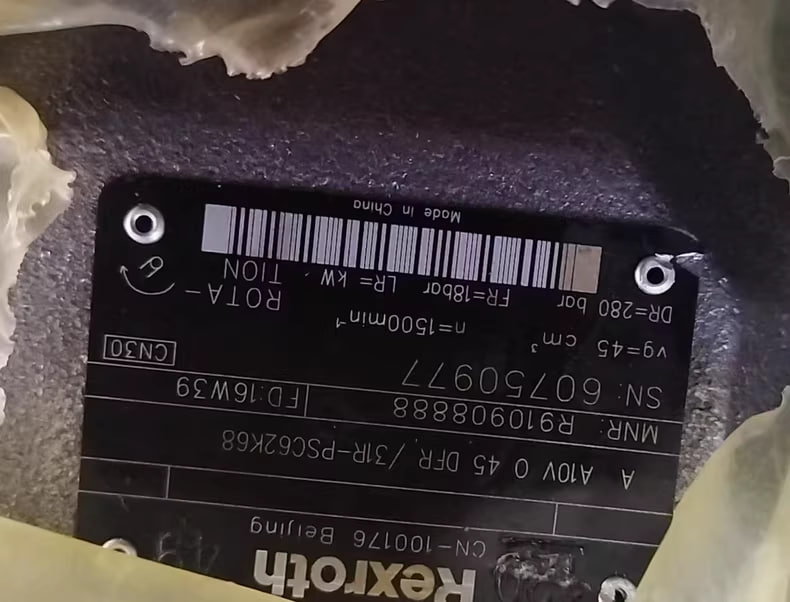 Rexroth
CN-100176 Beijing
A A10V O 45 DFR /31R-PSC62K68
MNR: R910908888 FD:16W39
SN: 60750977 CN30
vg=45 cm³ n=1500min⁻¹ ROTA-
DR=280 bar FR=18bar LR= kW TION
R
Made in China